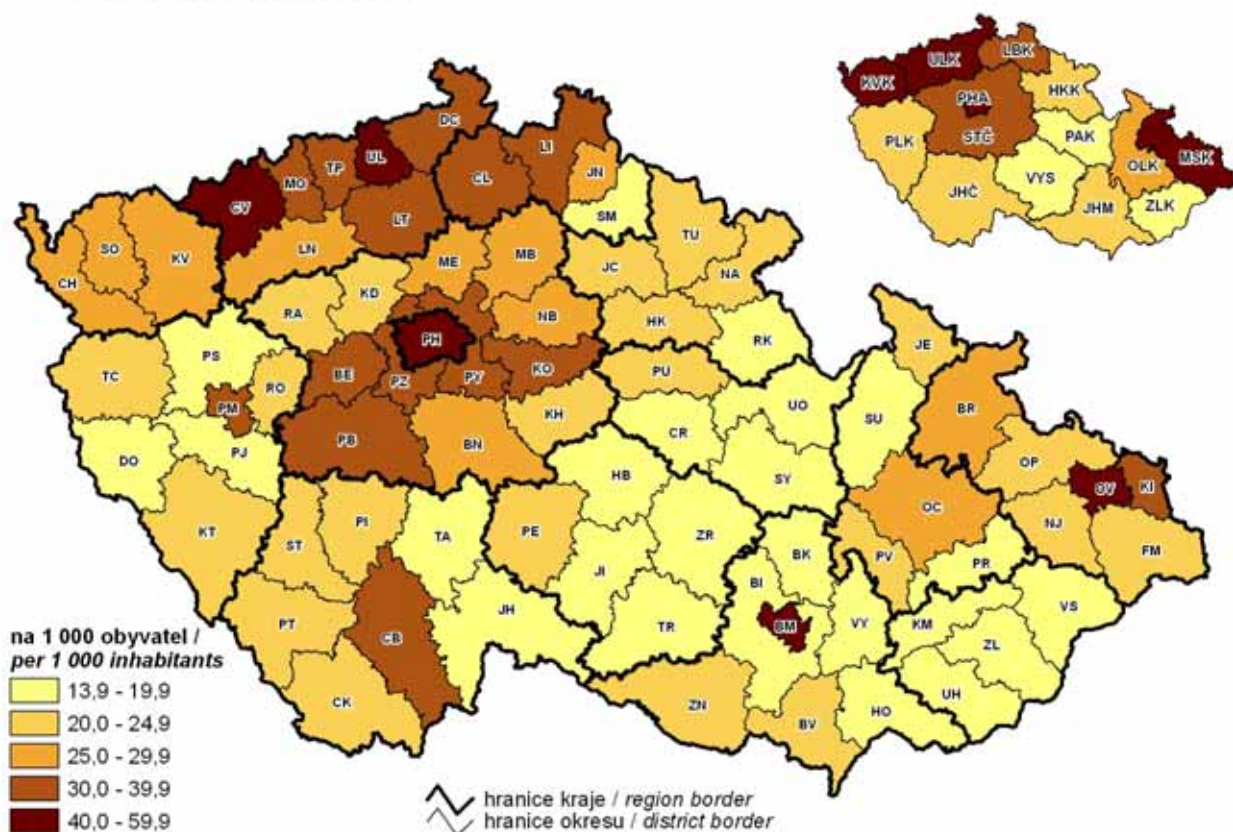 ULK
LBK
KVK
HKK
PHA
STČ
PAK
PLK
OLK
MSK
VYS
JHČ
JHM
ZLK
DC
UL
LI
TP
MO
CL
JN
CV
LT
SM
SO
KV
LN
TU
CH
ME
MB
JC
NA
KD
RA
NB
HK
PH
RK
JE
PS
TC
RO
BE
PZ
PY
KO
PU
PM
KH
UO
SU
BR
PB
BN
CR
DO
PJ
SY
OP
HB
OV
KI
OC
NJ
KT
ST
PI
TA
PE
ZR
FM
BK
PV
PR
JI
BI
VS
JH
PT
CB
TR
BM
VY
KM
ZL
UH
CK
ZN
BV
HO
na 1 000 obyvatel /
per 1 000 inhabitants
13,9 - 19,9
20,0 - 24,9
25,0 - 29,9
30,0 - 39,9
40,0 - 59,9
hranice kraje / region border
hranice okresu / district border